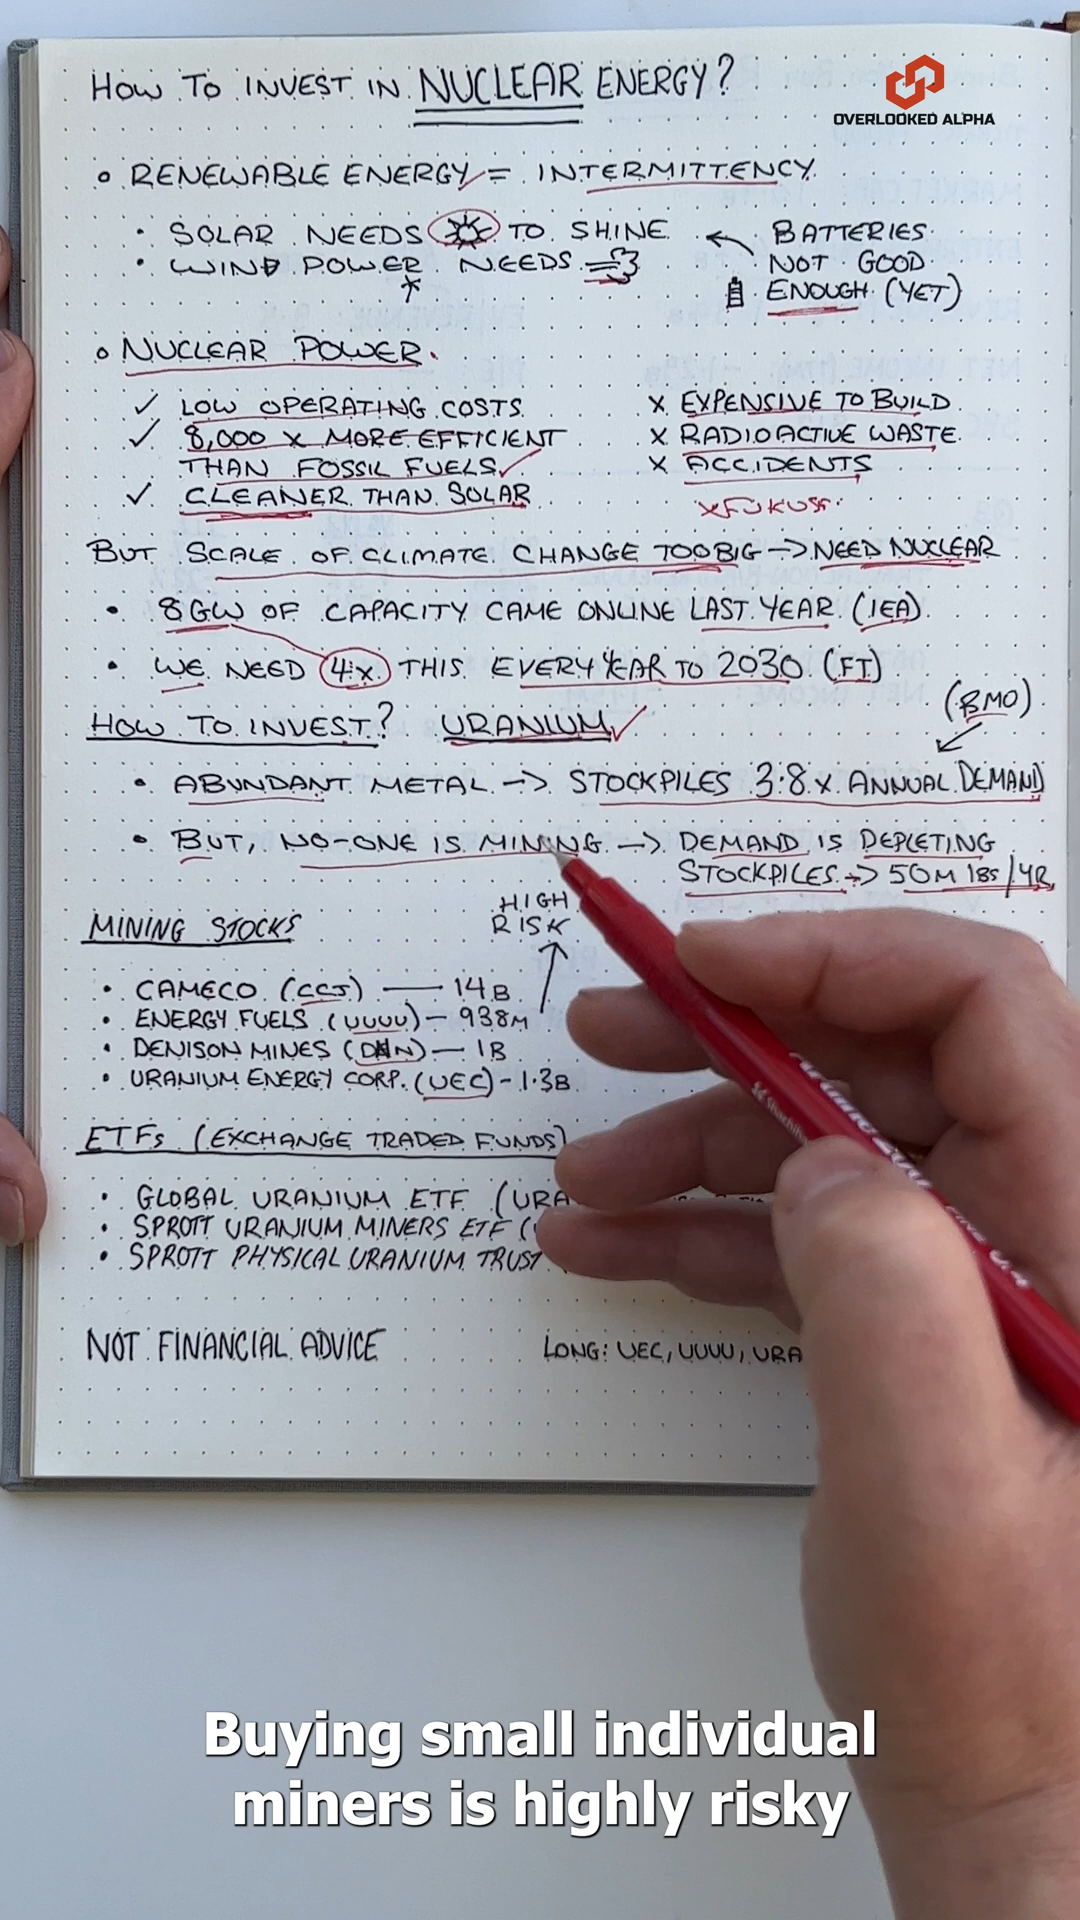 HOW TO INVEST IN NUCLEAR ENERGY?
OVERLOOKED ALPHA
RENEWABLE ENERGY = INTERMITTENCY
SOLAR NEEDS TO SHINE
WIND POWER NEEDS
BATTERIES
NOT GOOD
ENOUGH (YET)
NUCLEAR POWER
✓ LOW OPERATING COSTS
✓ 8,000 X MORE EFFICIENT
THAN FOSSIL FUELS
✓ CLEANER THAN SOLAR
X EXPENSIVE TO BUILD
X RADIOACTIVE WASTE
X ACCIDENTS
BUT SCALE OF CLIMATE CHANGE TOO BIG → NEED NUCLEAR
• 8GW OF CAPACITY CAME ONLINE LAST YEAR (IEA)
• WE NEED 4x THIS EVERY YEAR TO 2030 (FT)
HOW TO INVEST? URANIUM ✓
(BMO)
• ABUNDANT METAL → STOCKPILES 3.8x ANNUAL DEMAND
• BUT, NO-ONE IS MINING → DEMAND IS DEPLETING
STOCKPILES → 50M lbs/YR
HIGH
RISK
MINING STOCKS
• CAMECO (CCJ) — 14B
• ENERGY FUELS (UUUU) — 938M
• DENISON MINES (DNN) — 1B
• URANIUM ENERGY CORP. (UEC) - 1.3B
ETFs (EXCHANGE TRADED FUNDS)
• GLOBAL URANIUM ETF (URA
• SPROTT URANIUM MINERS ETF (
• SPROTT PHYSICAL URANIUM TRUST
NOT FINANCIAL ADVICE
LONG: UEC, UUUU, URA
Buying small individual
miners is highly risky